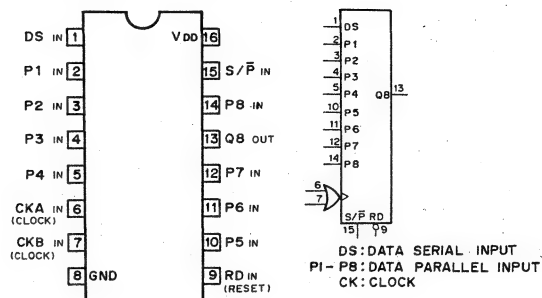 DS IN 1
P1 IN 2
P2 IN 3
P3 IN 4
P4 IN 5
CKA IN 6
(CLOCK)
CKB IN 7
(CLOCK)
8 GND
VDD 16
15 S/P̅ IN
14 P8 IN
13 Q8 OUT
12 P7 IN
11 P6 IN
10 P5 IN
9 RD IN
(RESET)
1 DS
2 P1
3 P2
4 P3
5 P4
10 P5
11 P6
12 P7
14 P8
Q8 13
6
7
S/P̅ RD
15 9
DS:DATA SERIAL INPUT
P1-P8:DATA PARALLEL INPUT
CK:CLOCK